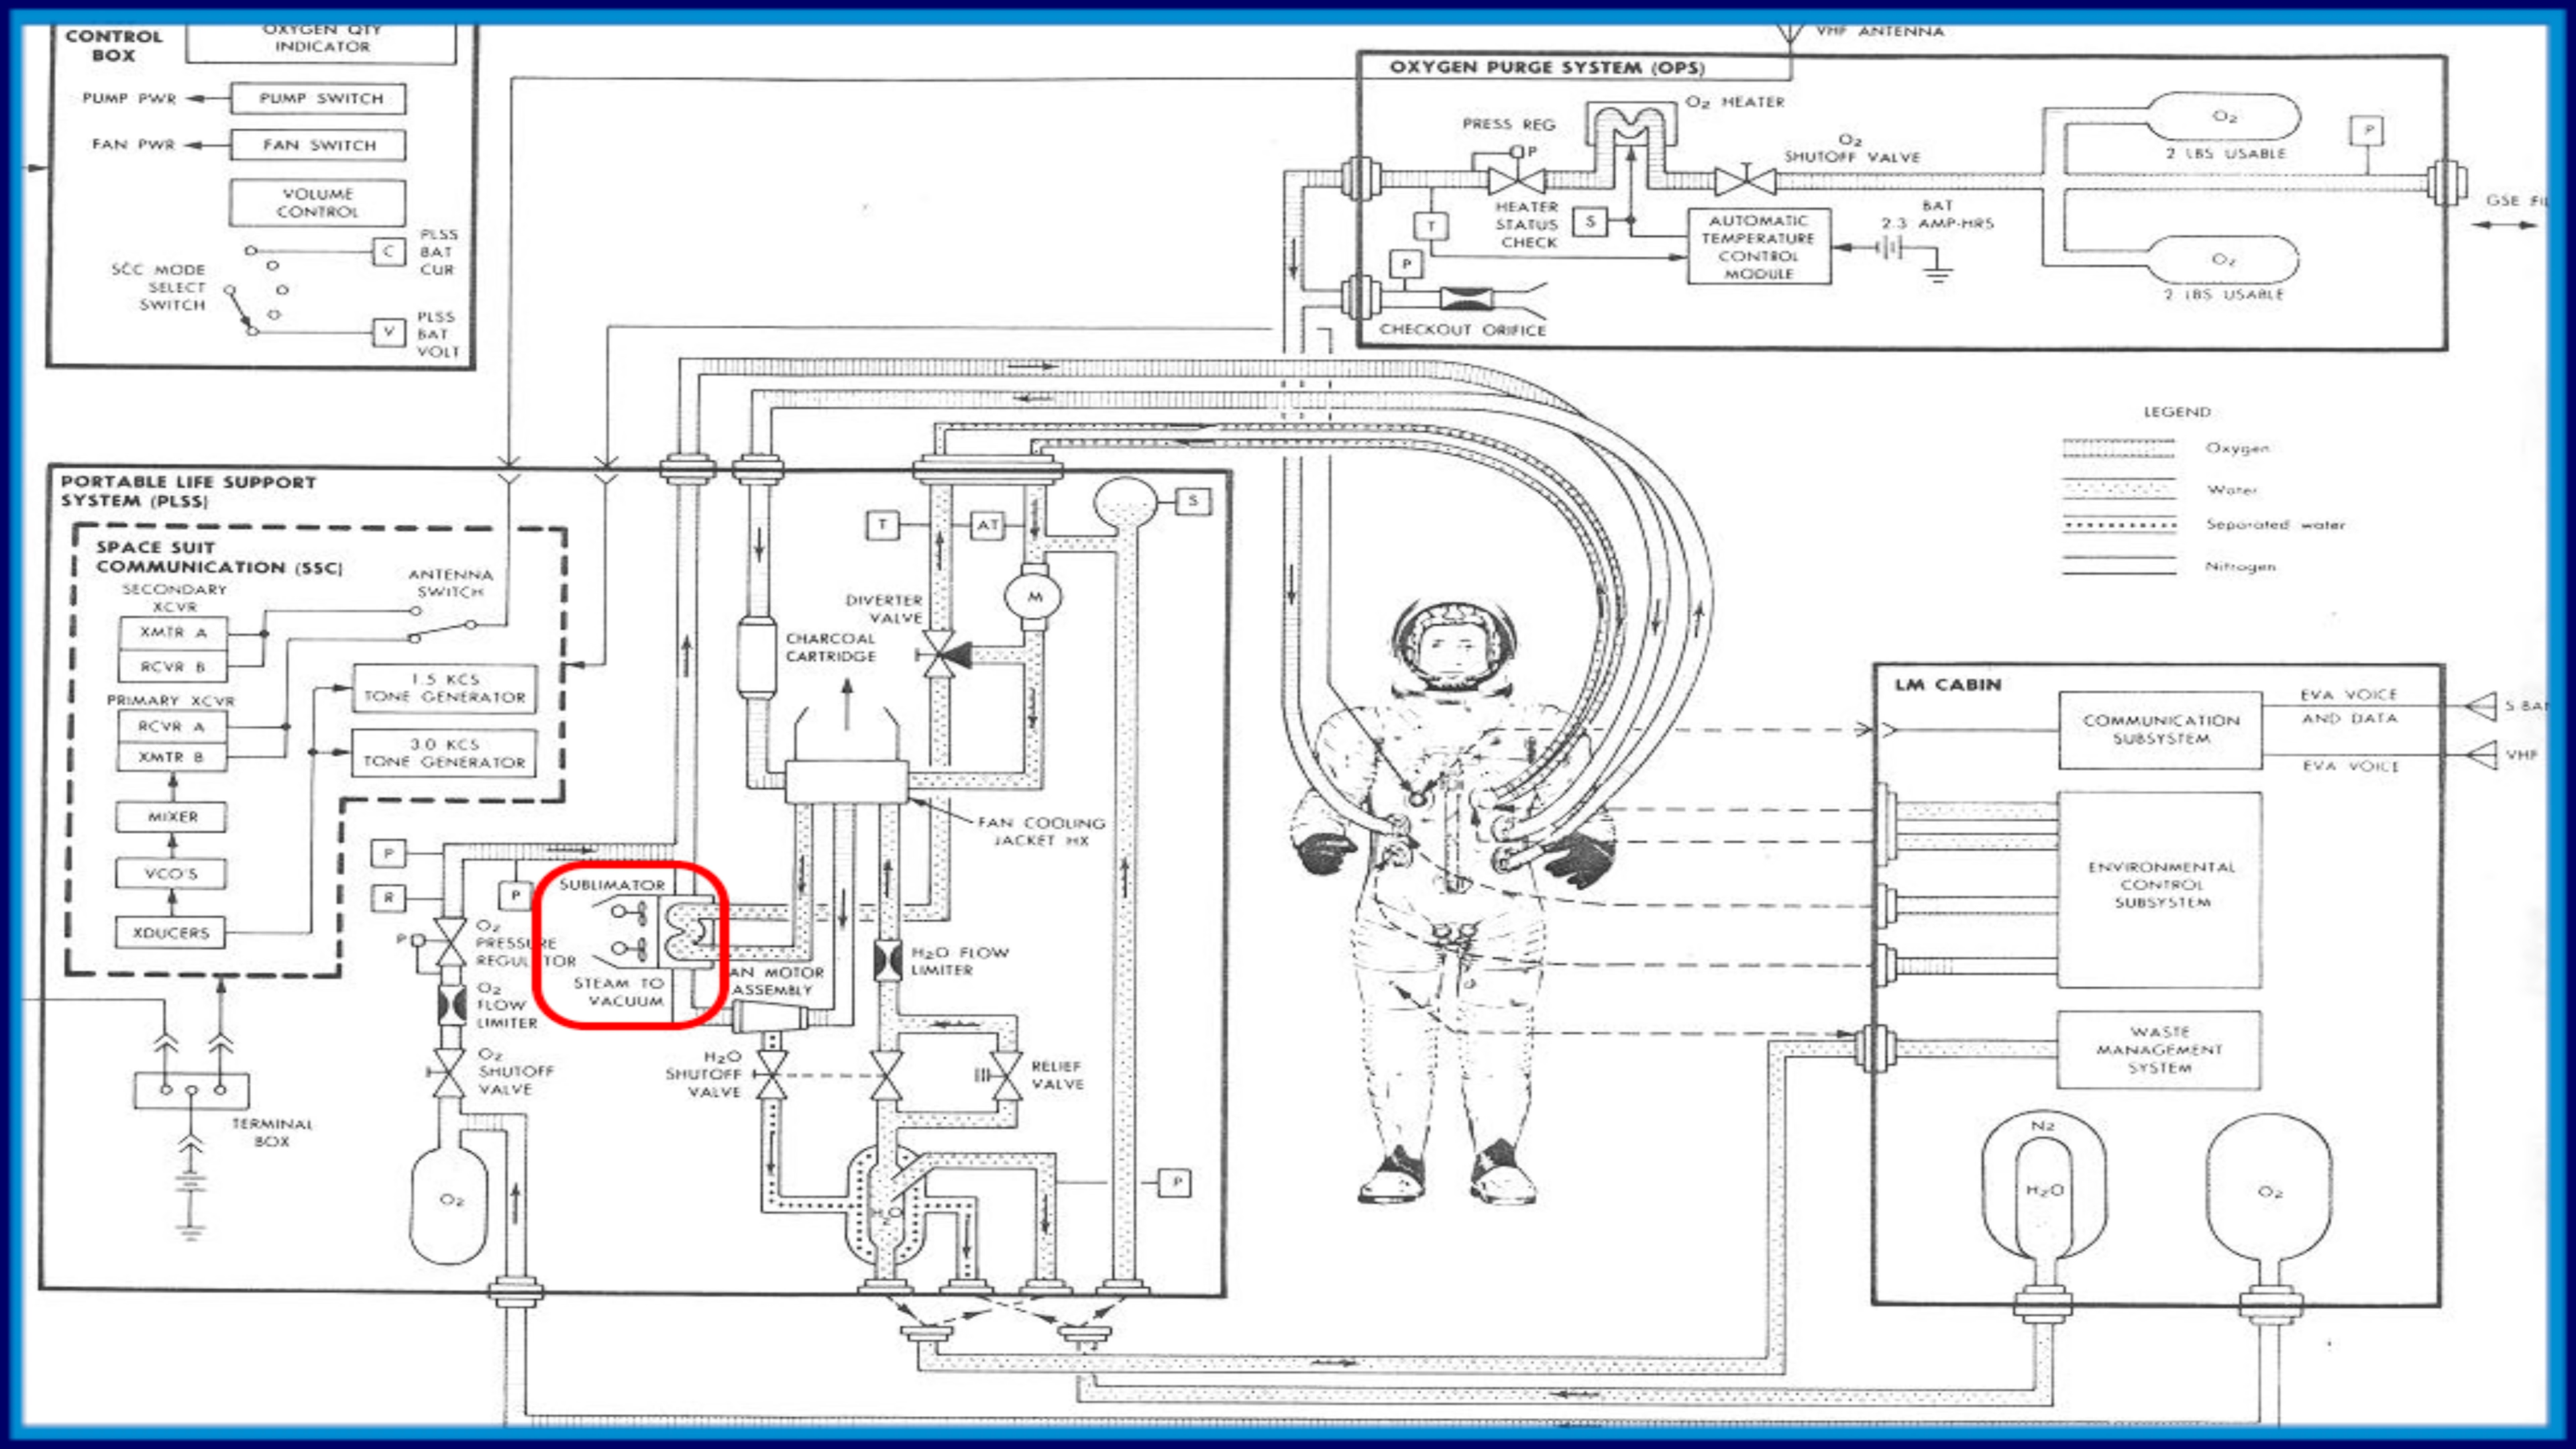 CONTROL
BOX
OXYGEN QTY
INDICATOR
PUMP PWR
PUMP SWITCH
FAN PWR
FAN SWITCH
VOLUME
CONTROL
SCC MODE
SELECT
SWITCH
C
PLSS
BAT
CUR
V
PLSS
BAT
VOLT
VHF ANTENNA
OXYGEN PURGE SYSTEM (OPS)
O2 HEATER
PRESS REG
P
O2
SHUTOFF VALVE
O2
2 LBS USABLE
P
HEATER
STATUS
CHECK
S
T
P
AUTOMATIC
TEMPERATURE
CONTROL
MODULE
BAT
2.3 AMP-HRS
O2
2 LBS USABLE
GSE
CHECKOUT ORIFICE
LEGEND
Oxygen
Water
Separated water
Nitrogen
PORTABLE LIFE SUPPORT
SYSTEM (PLSS)
SPACE SUIT
COMMUNICATION (SSC)
SECONDARY
XCVR
XMTR A
RCVR B
ANTENNA
SWITCH
PRIMARY XCVR
RCVR A
XMTR B
1.5 KCS
TONE GENERATOR
3.0 KCS
TONE GENERATOR
MIXER
VCO'S
XDUCERS
TERMINAL
BOX
T
AT
S
M
DIVERTER
VALVE
CHARCOAL
CARTRIDGE
FAN COOLING
JACKET HX
P
R
P
P
O2
PRESSURE
REGULATOR
O2
FLOW
LIMITER
O2
SHUTOFF
VALVE
O2
SUBLIMATOR
STEAM TO
VACUUM
AN MOTOR
ASSEMBLY
H2O FLOW
LIMITER
H2O
SHUTOFF
VALVE
RELIEF
VALVE
H2O
P
LM CABIN
COMMUNICATION
SUBSYSTEM
EVA VOICE
AND DATA
EVA VOICE
VHF
ENVIRONMENTAL
CONTROL
SUBSYSTEM
WASTE
MANAGEMENT
SYSTEM
N2
H2O
O2